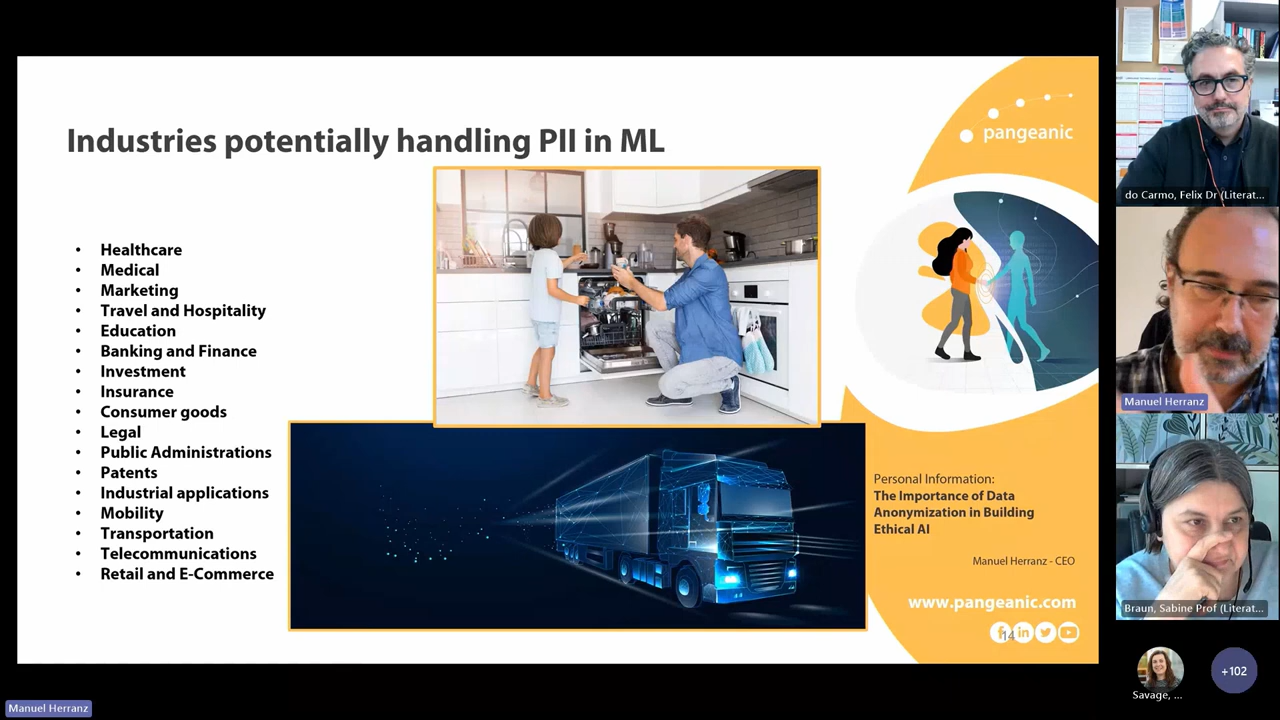 Industries potentially handling PII in ML
• Healthcare
• Medical
• Marketing
• Travel and Hospitality
• Education
• Banking and Finance
• Investment
• Insurance
• Consumer goods
• Legal
• Public Administrations
• Patents
• Industrial applications
• Mobility
• Transportation
• Telecommunications
• Retail and E-Commerce
pangeanic
Personal Information:
The Importance of Data
Anonymization in Building
Ethical AI
Manuel Herranz - CEO
www.pangeanic.com
14
do Carmo, Felix Dr (Literat...
Manuel Herranz
Braun, Sabine Prof (Literat...
Savage, ...
+102
Manuel Herranz